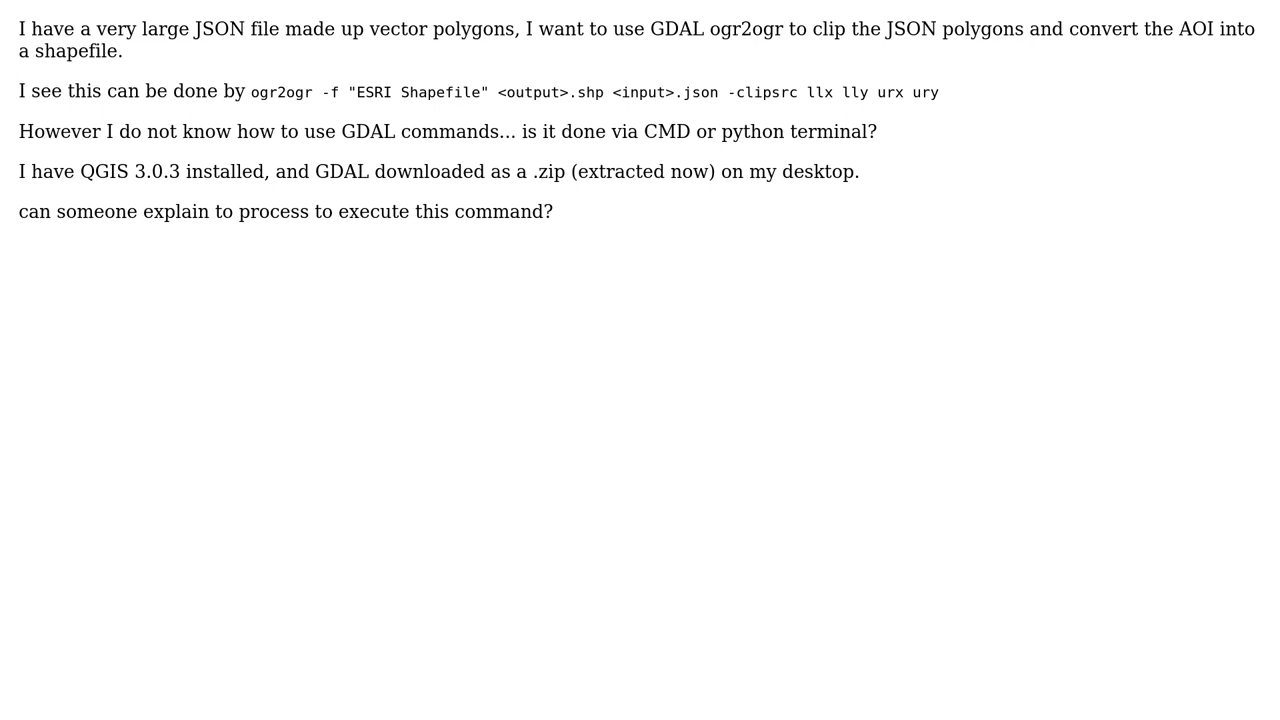 I have a very large JSON file made up vector polygons, I want to use GDAL ogr2ogr to clip the JSON polygons and convert the AOI into
a shapefile.
I see this can be done by ogr2ogr -f "ESRI Shapefile" <output>.shp <input>.json -clipsrc llx lly urx ury
However I do not know how to use GDAL commands... is it done via CMD or python terminal?
I have QGIS 3.0.3 installed, and GDAL downloaded as a .zip (extracted now) on my desktop.
can someone explain to process to execute this command?